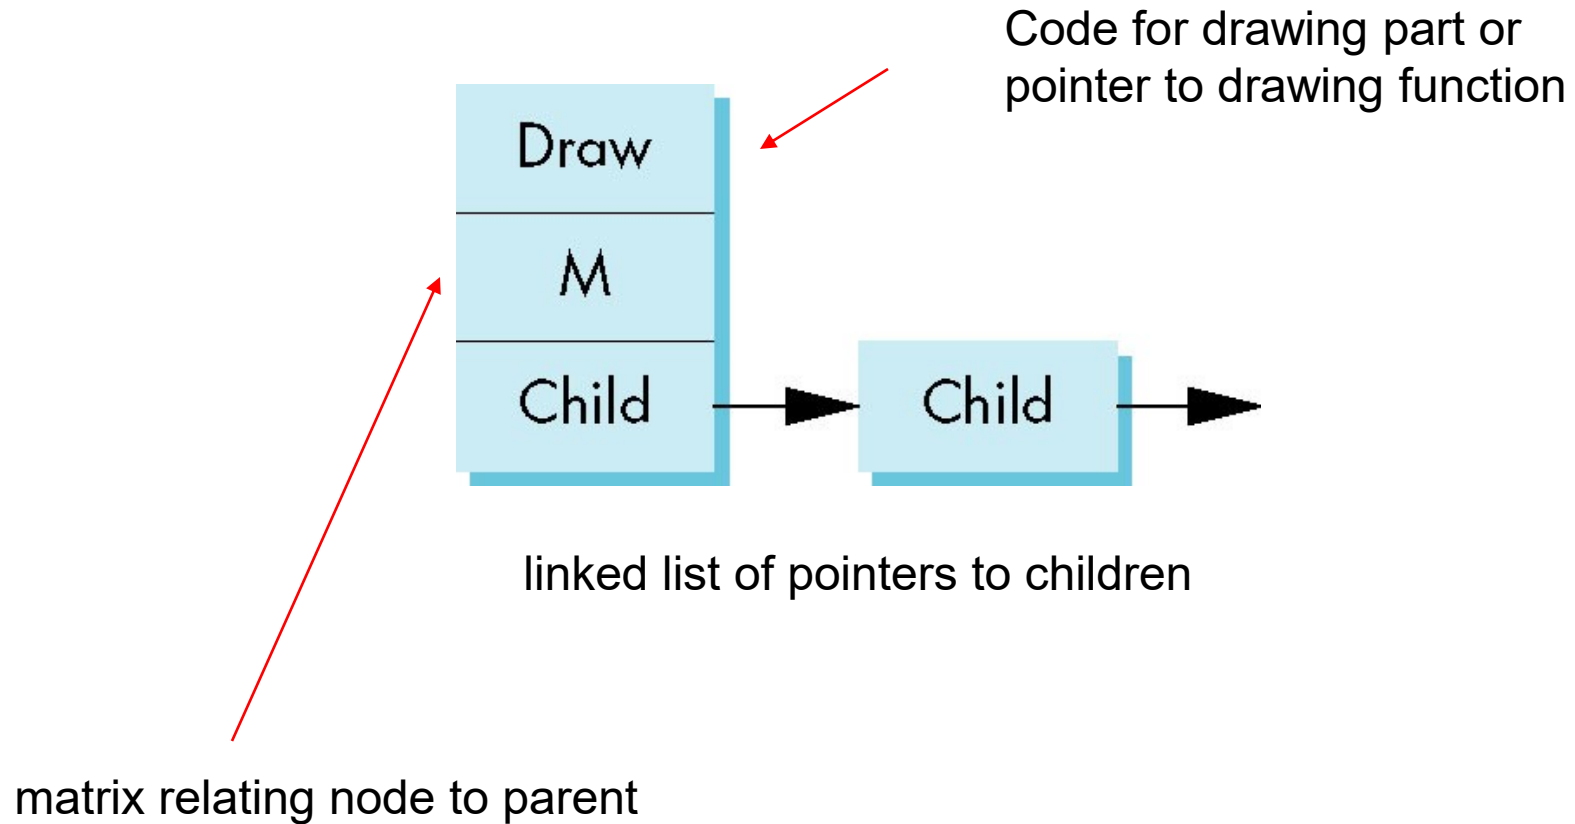 Code for drawing part or
pointer to drawing function
Draw
M
Child
Child
linked list of pointers to children
matrix relating node to parent